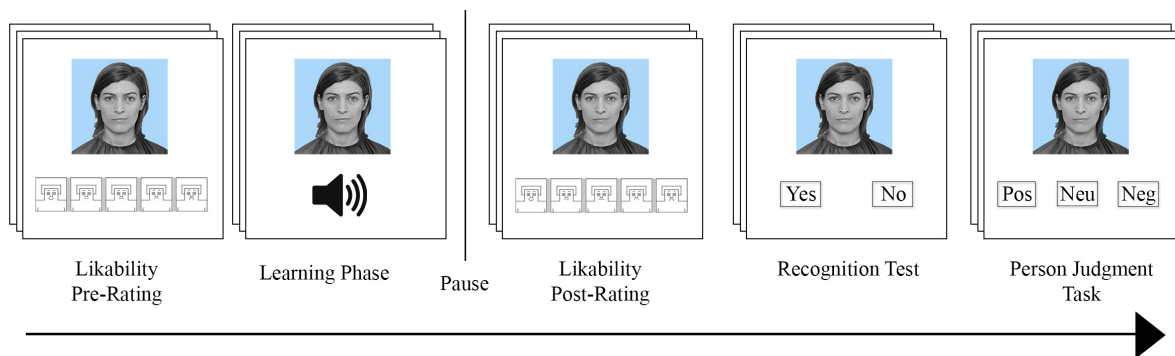 Yes
No
Pos
Neu
Neg
Likability
Pre-Rating
Learning Phase
Pause
Likability
Post-Rating
Recognition Test
Person Judgment
Task